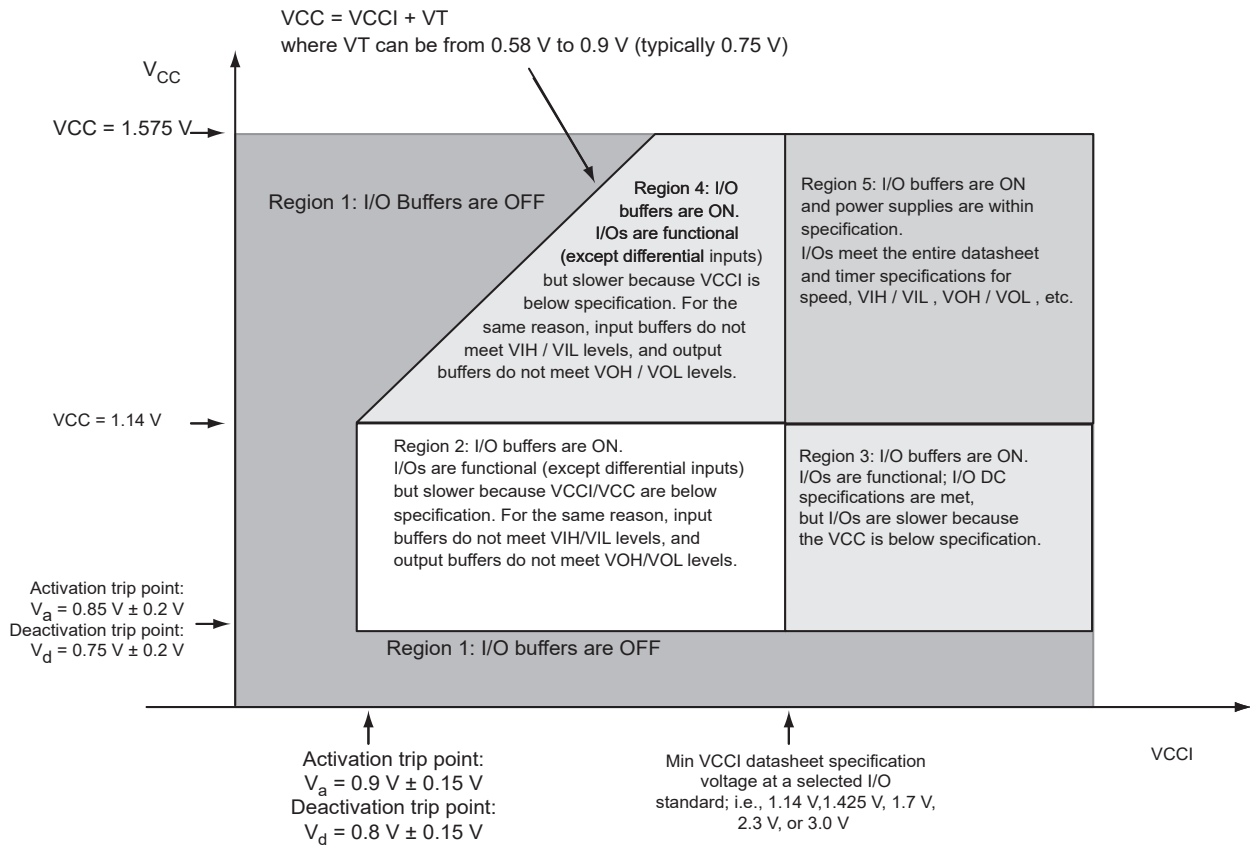 VCC = VCCI + VT
where VT can be from 0.58 V to 0.9 V (typically 0.75 V)
VCC
VCC = 1.575 V
Region 1: I/O Buffers are OFF
Region 4: I/O
buffers are ON.
I/Os are functional
(except differential inputs)
but slower because VCCI is
below specification. For the
same reason, input buffers do not
meet VIH / VIL levels, and output
buffers do not meet VOH / VOL levels.
Region 5: I/O buffers are ON
and power supplies are within
specification.
I/Os meet the entire datasheet
and timer specifications for
speed, VIH / VIL , VOH / VOL , etc.
VCC = 1.14 V
Region 2: I/O buffers are ON.
I/Os are functional (except differential inputs)
but slower because VCCI/VCC are below
specification. For the same reason, input
buffers do not meet VIH/VIL levels, and
output buffers do not meet VOH/VOL levels.
Region 3: I/O buffers are ON.
I/Os are functional; I/O DC
specifications are met,
but I/Os are slower because
the VCC is below specification.
Activation trip point:
Va = 0.85 V ± 0.2 V
Deactivation trip point:
Vd = 0.75 V ± 0.2 V
Region 1: I/O buffers are OFF
Activation trip point:
Va = 0.9 V ± 0.15 V
Deactivation trip point:
Vd = 0.8 V ± 0.15 V
Min VCCI datasheet specification
voltage at a selected I/O
standard; i.e., 1.14 V,1.425 V, 1.7 V,
2.3 V, or 3.0 V
VCCI